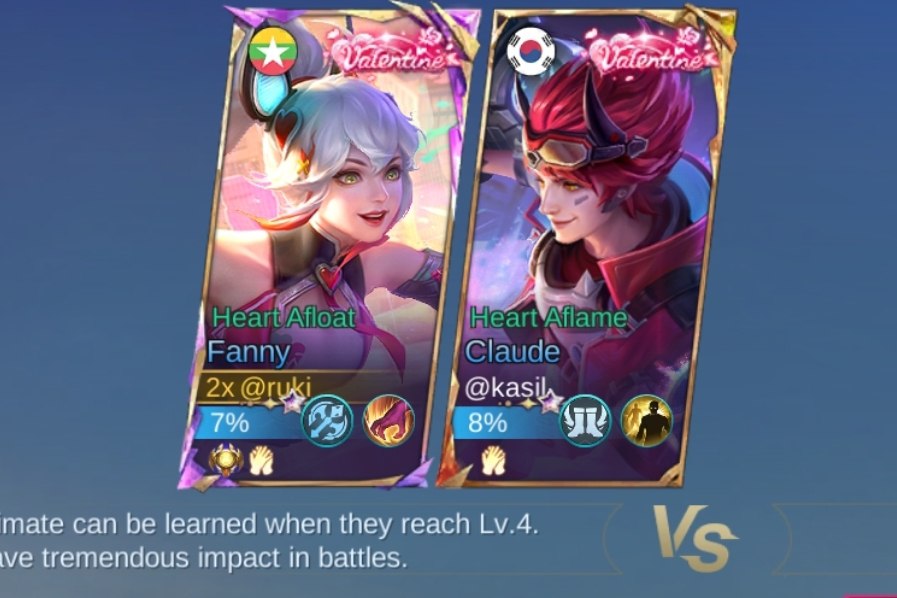 Valentine
Valentine
Heart Afloat
Fanny
2x @ruki
7%
Heart Aflame
Claude
@kasil
8%
imate can be learned when they reach Lv.4.
ave tremendous impact in battles.
VS